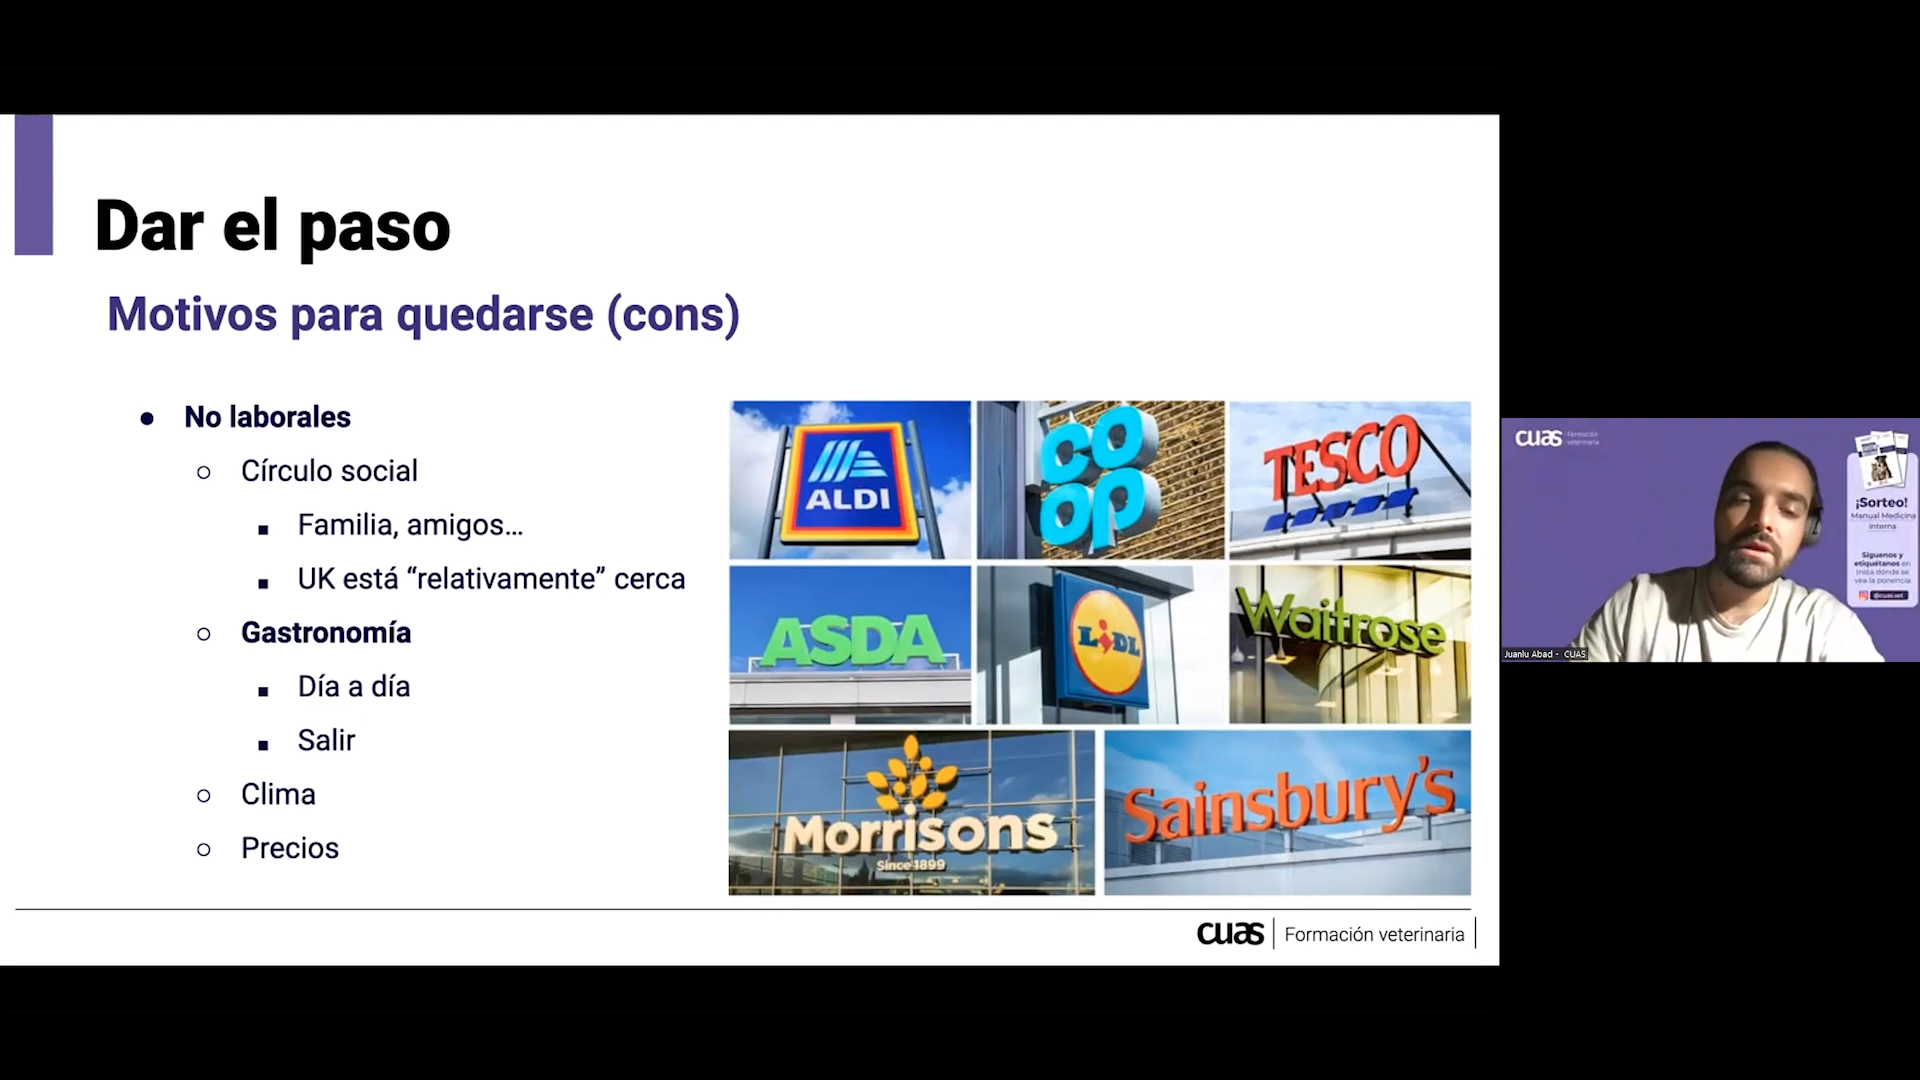 Dar el paso
Motivos para quedarse (cons)
● No laborales
○ Círculo social
■ Familia, amigos…
■ UK está “relativamente” cerca
○ Gastronomía
■ Día a día
■ Salir
○ Clima
○ Precios
ALDI
co
op
TESCO
ASDA
LiDL
Waitrose
Morrisons
Since 1899
Sainsbury's
cuas | Formación veterinaria
cuas Formación
veterinaria
¡Sorteo!
Manual Medicina
Interna
Síguenos y
etiquétanos en
Insta dónde se
vea la ponencia
@cuas.vet
Juanlu Abad - CUAS